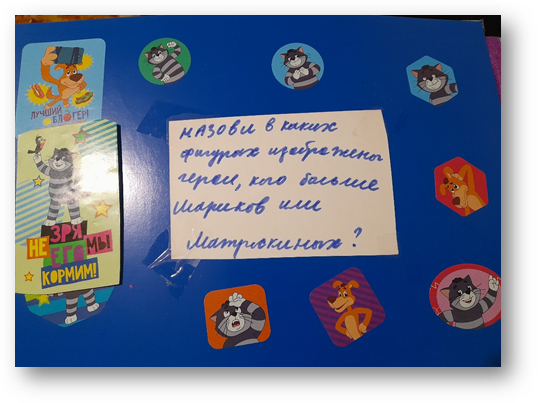 ЛУЧШИЙ
БЛОГЕР!
НЕ ЗРЯ
ЕГО МЫ
КОРМИМ!
назови в каких
фигурах изображены
герои, кого больше
Шариков или
Матроскиных?